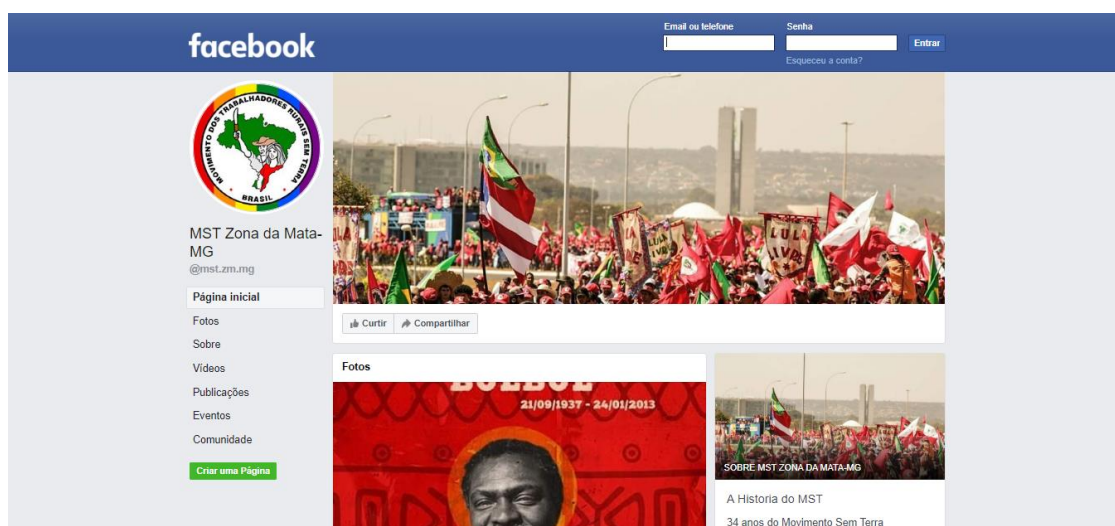 facebook
Email ou telefone
Senha
Entrar
Esqueceu a conta?
MOVIMENTO DOS TRABALHADORES RURAIS SEM TERRA
BRASIL
MST Zona da Mata-
MG
@mst.zm.mg
Página inicial
Fotos
Sobre
Vídeos
Publicações
Eventos
Comunidade
Criar uma Página
LULA
Curtir
Compartilhar
Fotos
21/09/1937 - 24/01/2013
SOBRE MST ZONA DA MATA-MG
A Historia do MST
34 anos do Movimento Sem Terra